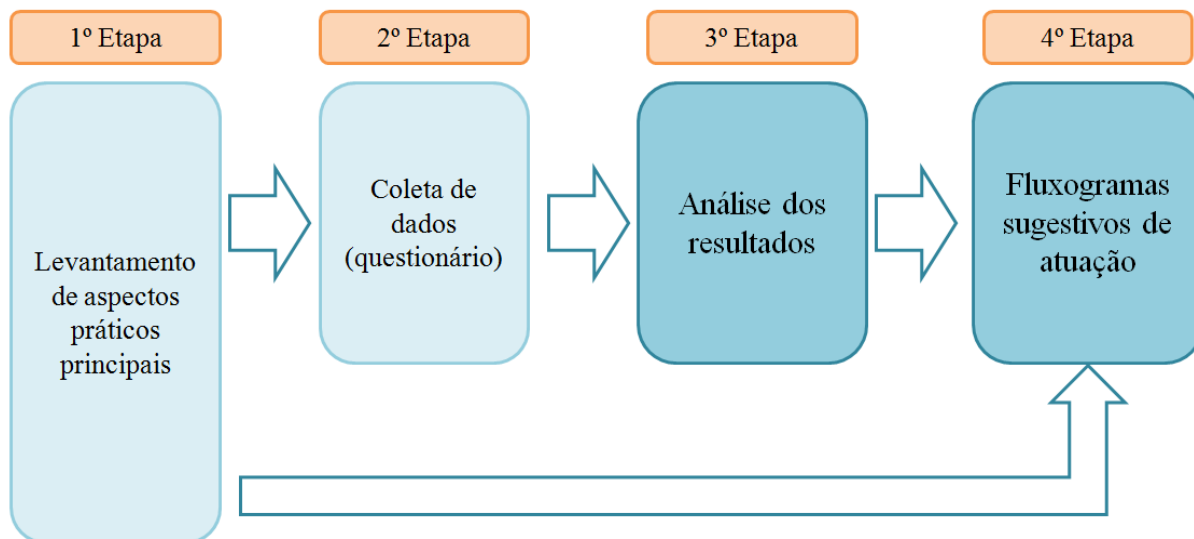 1º Etapa
2º Etapa
3º Etapa
4º Etapa
Levantamento
de aspectos
práticos
principais
Coleta de
dados
(questionário)
Análise dos
resultados
Fluxogramas
sugestivos de
atuação